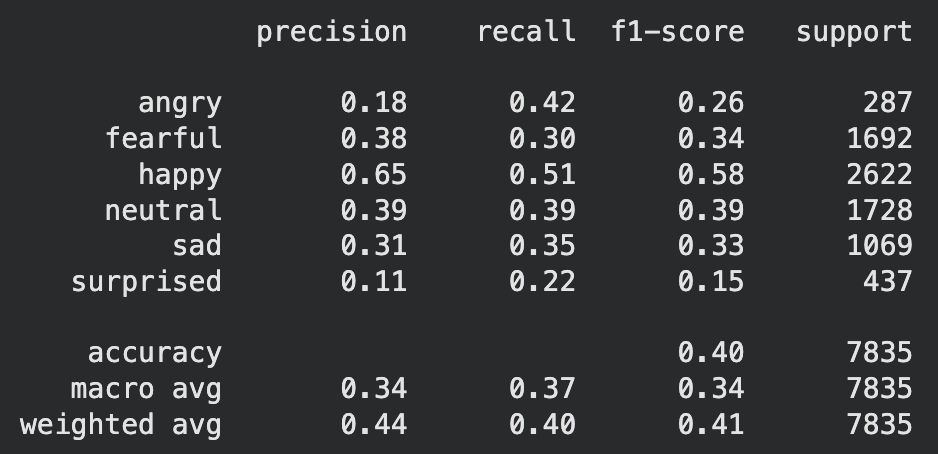 precision recall f1-score support
angry 0.18 0.42 0.26 287
fearful 0.38 0.30 0.34 1692
happy 0.65 0.51 0.58 2622
neutral 0.39 0.39 0.39 1728
sad 0.31 0.35 0.33 1069
surprised 0.11 0.22 0.15 437
accuracy 0.40 7835
macro avg 0.34 0.37 0.34 7835
weighted avg 0.44 0.40 0.41 7835